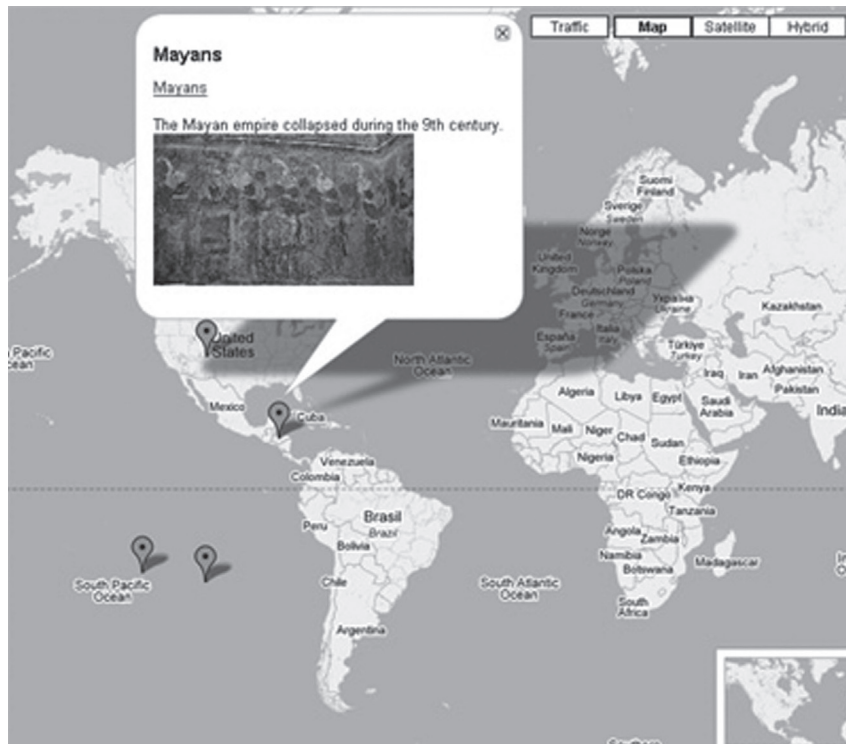 Traffic
Map
Satellite
Hybrid
Mayans
Mayans
The Mayan empire collapsed during the 9th century.
Suomi
Finland
Sverige
Sweden
Norge
Norway
United
Kingdom
Polska
Poland
Deutschland
Germany
Україна
Ukraine
France
Kazakhstan
Italia
Italy
España
Spain
Türkiye
Turkey
United
States
Pacific
North Atlantic
Ocean
Iraq
Iran
Afghanistan
Pakistan
Algeria
Libya
Egypt
Saudi
Arabia
India
Mexico
Cuba
Mauritania
Mali
Niger
Chad
Sudan
Nigeria
Ethiopia
Venezuela
Colombia
DR Congo
Kenya
Tanzania
Peru
Brasil
Brazil
Bolivia
Angola
Zambia
Namibia
Botswana
Madagascar
South Pacific
Ocean
Chile
South Atlantic
Ocean
South
Africa
Argentina